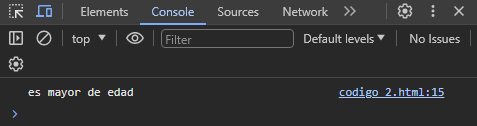 Elements Console Sources Network
top Filter Default levels No Issues
es mayor de edad codigo 2.html:15